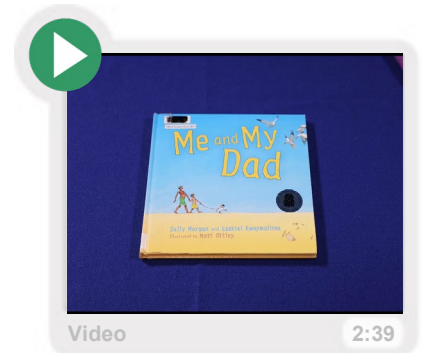 Me and My
Dad
Sally Morgan and Ezekiel Kwaymullina
Illustrated by Matt Ottley
Video
2:39